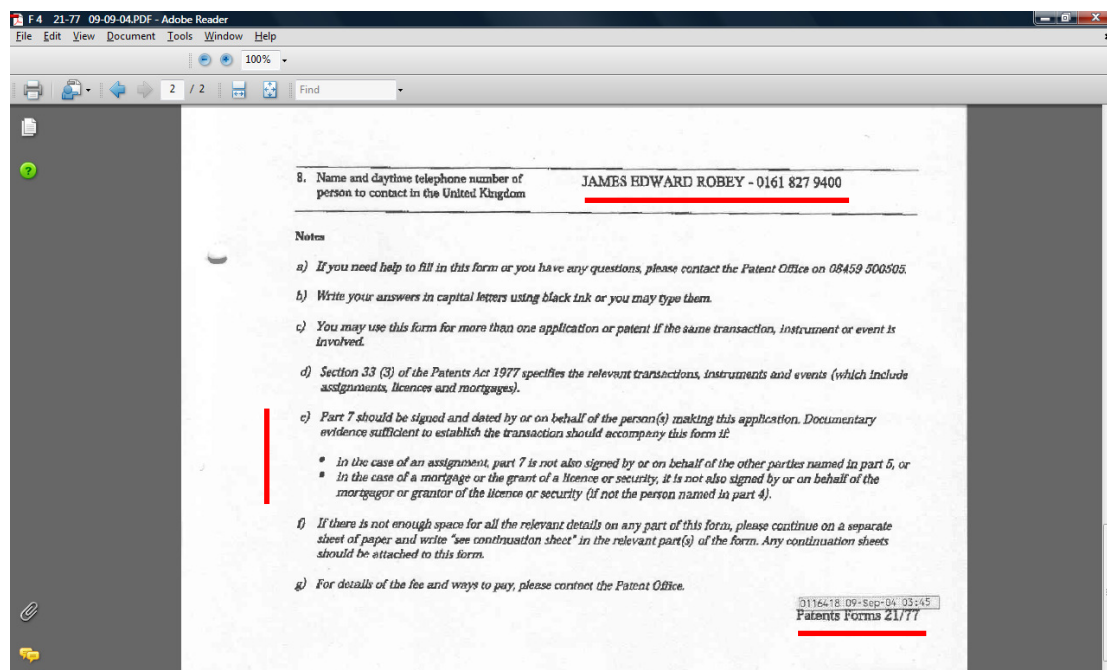 F 4 21-77 09-09-04.PDF - Adobe Reader
File Edit View Document Tools Window Help
100%
2 / 2 Find
8. Name and daytime telephone number of person to contact in the United Kingdom
JAMES EDWARD ROBEY - 0161 827 9400
Notes
a) If you need help to fill in this form or you have any questions, please contact the Patent Office on 08459 500505.
b) Write your answers in capital letters using black ink or you may type them.
c) You may use this form for more than one application or patent if the same transaction, instrument or event is
involved.
d) Section 33 (3) of the Patents Act 1977 specifies the relevant transactions, instruments and events (which include
assignments, licences and mortgages).
e) Part 7 should be signed and dated by or on behalf of the person(s) making this application. Documentary
evidence sufficient to establish the transaction should accompany this form if:
• in the case of an assignment, part 7 is not also signed by or on behalf of the other parties named in part 5, or
• in the case of a mortgage or the grant of a licence or security, it is not also signed by or on behalf of the
mortgagor or grantor of the licence or security (if not the person named in part 4).
f) If there is not enough space for all the relevant details on any part of this form, please continue on a separate
sheet of paper and write "see continuation sheet" in the relevant part(s) of the form. Any continuation sheets
should be attached to this form.
g) For details of the fee and ways to pay, please contact the Patent Office.
0116418 09-Sep-04 03:45
Patents Forms 21/77